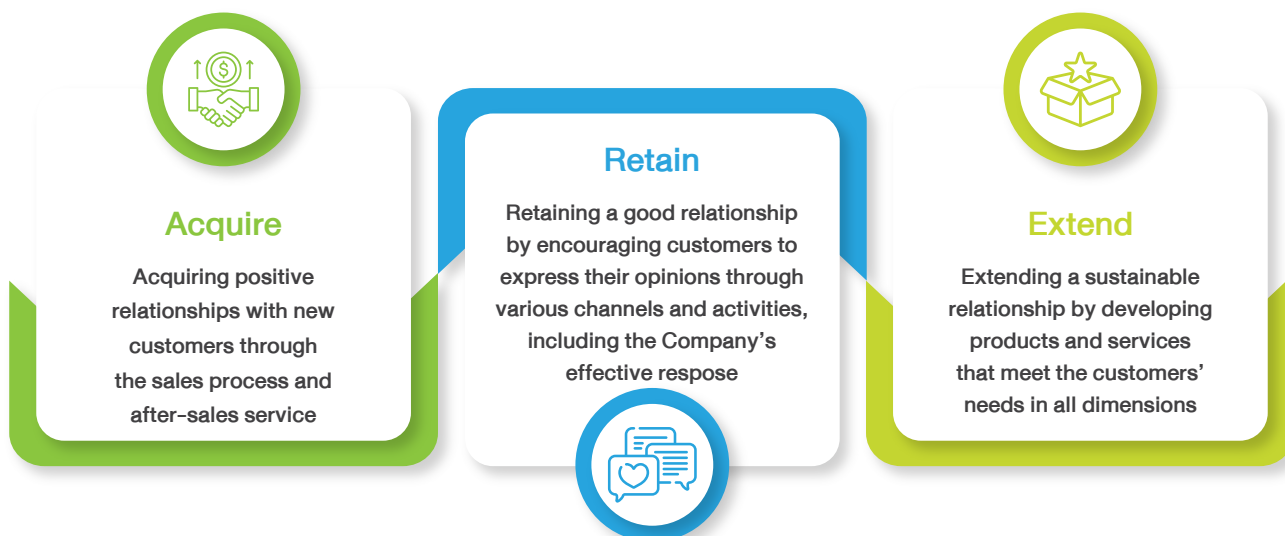 Acquire
Acquiring positive
relationships with new
customers through
the sales process and
after-sales service
Retain
Retaining a good relationship
by encouraging customers to
express their opinions through
various channels and activities,
including the Company's
effective respose
Extend
Extending a sustainable
relationship by developing
products and services
that meet the customers'
needs in all dimensions